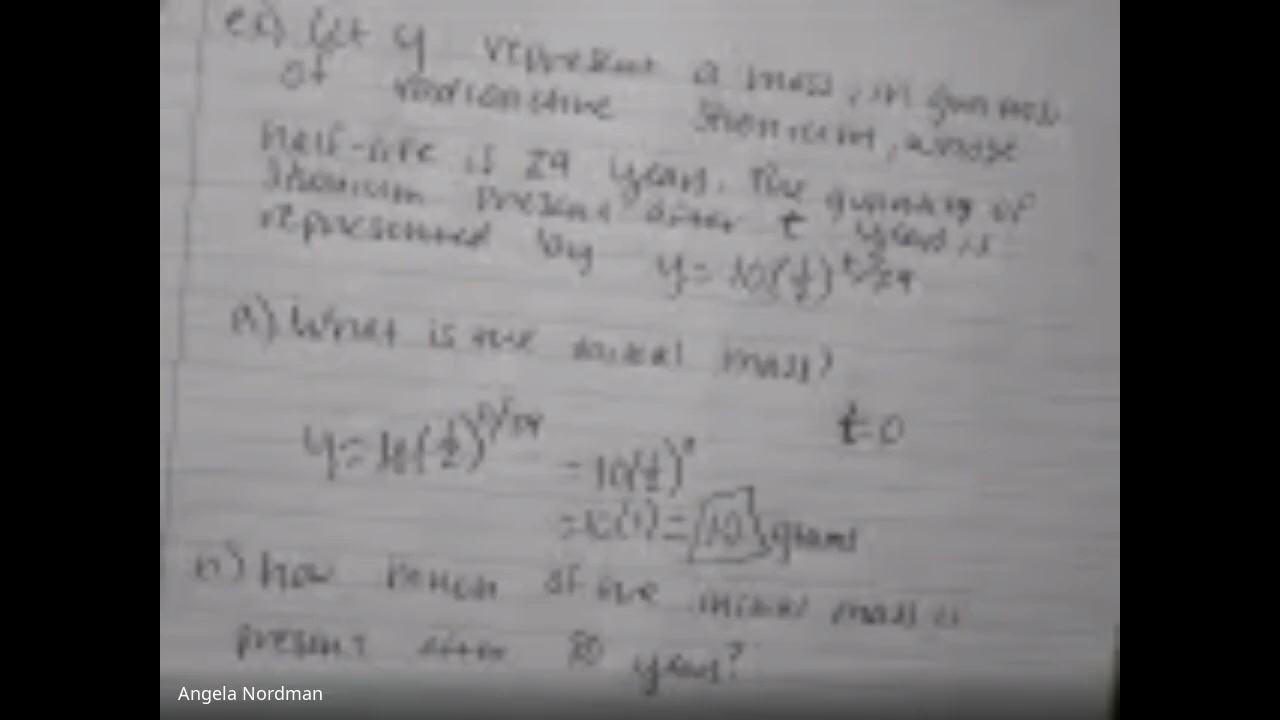 ex) Let y represent a mass, in grams
of radioactive strontium, whose
half-life is 29 years. The quantity of
strontium present after t years is
represented by y = 10(1/2)^t/29
a) What is the initial mass?
t=0
y = 10(1/2)^0/29 = 10(1/2)^0
= 10(1) = 10 grams
b) how much of the initial mass is
present after 80 years?
Angela Nordman